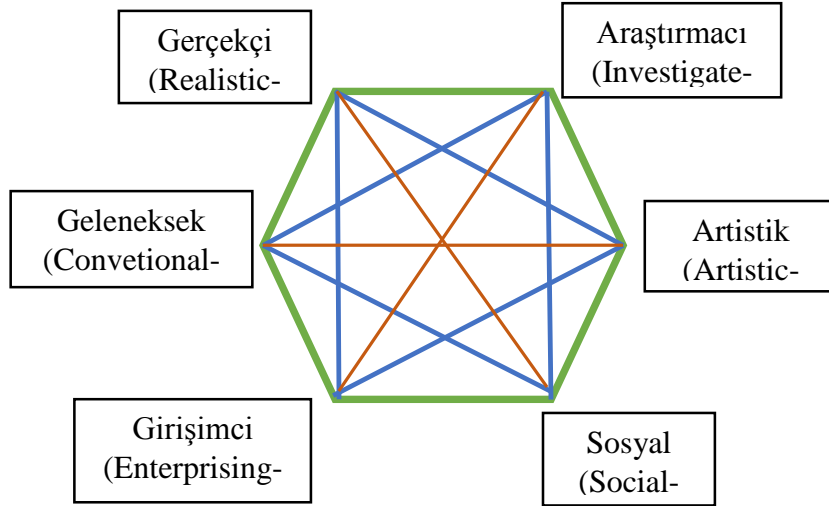 Gerçekçi
(Realistic-
Araştırmacı
(Investigate-
Geleneksek
(Convetional-
Artistik
(Artistic-
Girişimci
(Enterprising-
Sosyal
(Social-